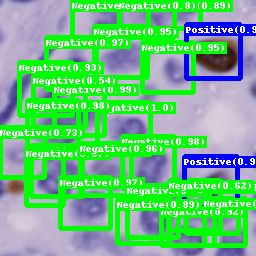 Negative(0.8)(0.89)
Positive(0.9
Negative(0.95)
Negative(0.97)
Negative(0.95)
Negative(0.93)
Negative(0.54)
Negative(0.99)
Negative(0.98)
gative(1.0)
Negative(0.73)
Negative(0.98)
Negative(0.96)
Positive(0.9
Negative(0.97)
Negative(0.62)
Negative(0.89)
Negative
Negative(0.92)